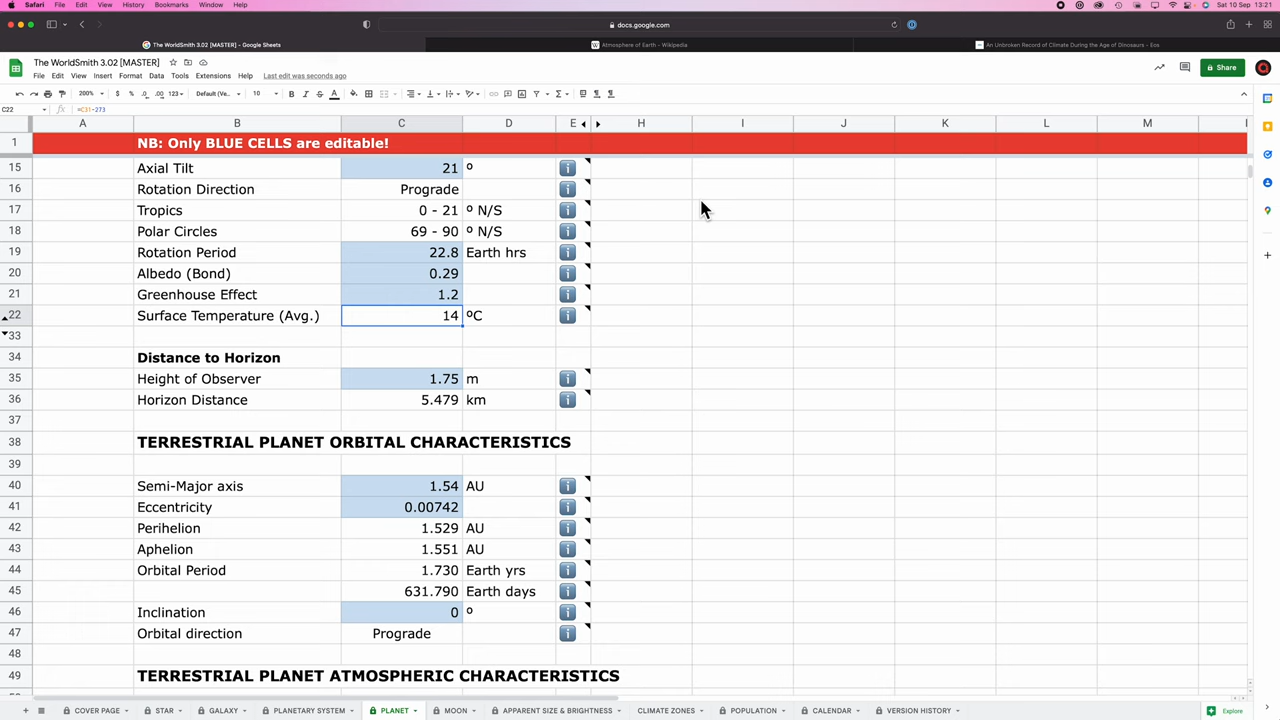 Safari File Edit View History Bookmarks Window Help Sat 10 Sep 13:21
docs.google.com
The WorldSmith 3.02 [MASTER] - Google Sheets Atmosphere of Earth - Wikipedia An Unbroken Record of Climate During the Age of Dinosaurs - Eos
The WorldSmith 3.02 [MASTER]
File Edit View Insert Format Data Tools Extensions Help Last edit was seconds ago
Share
200% $ % .0 .00 123 Default (Ve... 10 B I S A
C22 fx =C31-273
A B C D E H I J K L M
1 NB: Only BLUE CELLS are editable!
15 Axial Tilt 21 º
16 Rotation Direction Prograde
17 Tropics 0 - 21 º N/S
18 Polar Circles 69 - 90 º N/S
19 Rotation Period 22.8 Earth hrs
20 Albedo (Bond) 0.29
21 Greenhouse Effect 1.2
22 Surface Temperature (Avg.) 14 ºC
33
34 Distance to Horizon
35 Height of Observer 1.75 m
36 Horizon Distance 5.479 km
37
38 TERRESTRIAL PLANET ORBITAL CHARACTERISTICS
39
40 Semi-Major axis 1.54 AU
41 Eccentricity 0.00742
42 Perihelion 1.529 AU
43 Aphelion 1.551 AU
44 Orbital Period 1.730 Earth yrs
45 631.790 Earth days
46 Inclination 0 º
47 Orbital direction Prograde
48
49 TERRESTRIAL PLANET ATMOSPHERIC CHARACTERISTICS
COVER PAGE STAR GALAXY PLANETARY SYSTEM PLANET MOON APPARENT SIZE & BRIGHTNESS CLIMATE ZONES POPULATION CALENDAR VERSION HISTORY Explore